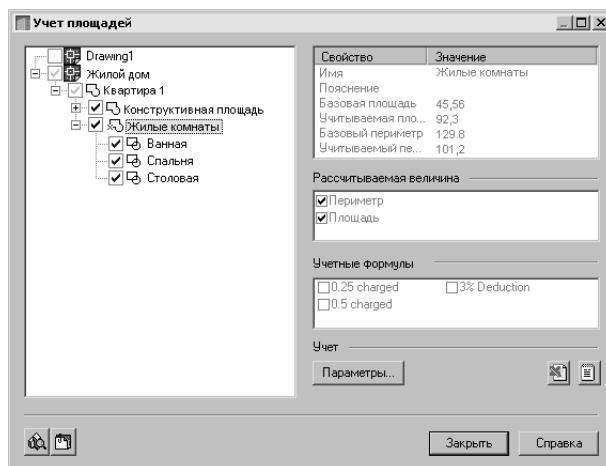 Учет площадей
Drawing1
Жилой дом
Квартира 1
Конструктивная площадь
Жилые комнаты
Ванная
Спальня
Столовая
Свойство Значение
Имя Жилые комнаты
Пояснение
Базовая площадь 45,56
Учитываемая пло... 92,3
Базовый периметр 129.8
Учитываемый пе... 101,2
Рассчитываемая величина
Периметр
Площадь
Учетные формулы
0.25 charged 3% Deduction
0.5 charged
Учет
Параметры...
Закрыть Справка